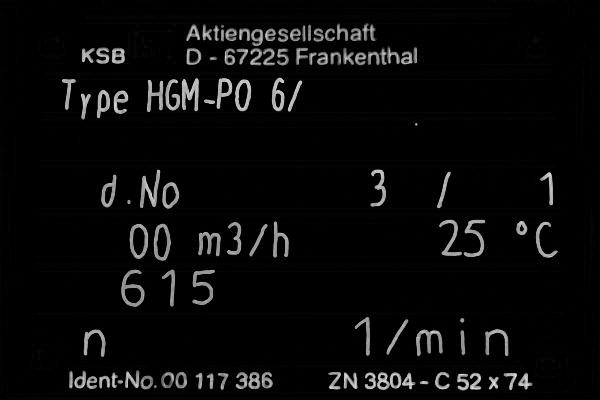 Aktiengesellschaft
KSB D - 67225 Frankenthal
Type HGM-PO 6/
d.No 3 / 1
00 m3/h 25 °C
615
n 1/min
Ident-No. 00 117 386 ZN 3804 - C 52 x 74